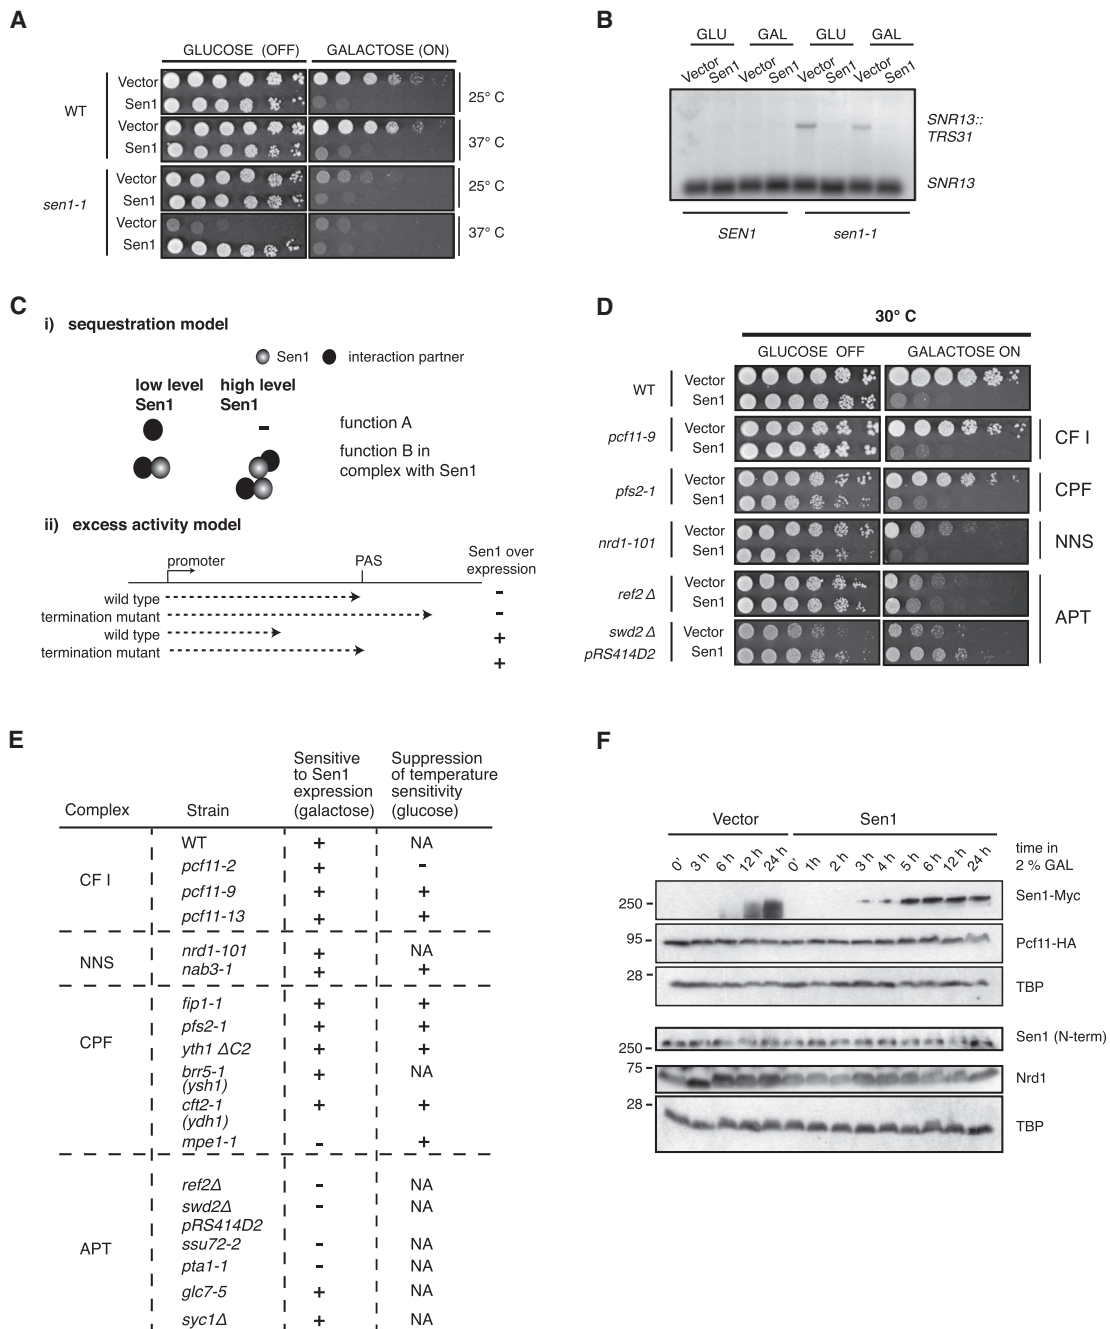 A
GLUCOSE (OFF) GALACTOSE (ON)
WT
Vector
Sen1
25° C
Vector
Sen1
37° C
sen1-1
Vector
Sen1
25° C
Vector
Sen1
37° C
B
GLU GAL GLU GAL
Vector Sen1 Vector Sen1 Vector Sen1 Vector Sen1
SNR13::
TRS31
SNR13
SEN1 sen1-1
C
i) sequestration model
Sen1 interaction partner
low level
Sen1
high level
Sen1
function A
-
function B in
complex with Sen1
ii) excess activity model
promoter PAS
Sen1 over
expression
wild type -
termination mutant -
wild type +
termination mutant +
D
30° C
GLUCOSE OFF GALACTOSE ON
WT
Vector
Sen1
pcf11-9
Vector
Sen1
CF I
pfs2-1
Vector
Sen1
CPF
nrd1-101
Vector
Sen1
NNS
ref2 Δ
Vector
Sen1
swd2 Δ
pRS414D2
Vector
Sen1
APT
E
Complex
Strain
Sensitive
to Sen1
expression
(galactose)
Suppression
of temperature
sensitivity
(glucose)
WT + NA
CF I
pcf11-2 + -
pcf11-9 + +
pcf11-13 + +
NNS
nrd1-101 + NA
nab3-1 + +
CPF
fip1-1 + +
pfs2-1 + +
yth1 ΔC2 + +
brr5-1 + NA
(ysh1)
cft2-1 + +
(ydh1)
mpe1-1 - +
APT
ref2Δ - NA
swd2Δ - NA
pRS414D2
ssu72-2 - NA
pta1-1 - NA
glc7-5 + NA
syc1Δ + NA
F
Vector Sen1
0' 3 h 6 h 12 h 24 h 0' 1h 2 h 3 h 4 h 5 h 6 h 12 h 24 h
time in
2 % GAL
250 Sen1-Myc
95 Pcf11-HA
28 TBP
250 Sen1 (N-term)
75 Nrd1
28 TBP